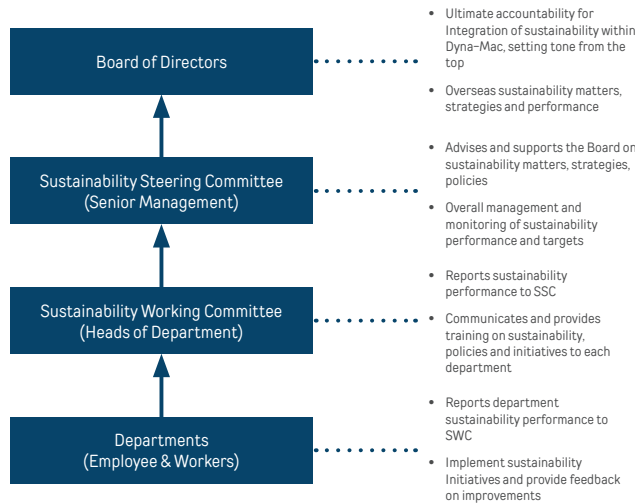 Board of Directors
• Ultimate accountability for
Integration of sustainability within
Dyna-Mac, setting tone from the
top
• Overseas sustainability matters,
strategies and performance
Sustainability Steering Committee
(Senior Management)
• Advises and supports the Board on
sustainability matters, strategies,
policies
• Overall management and
monitoring of sustainability
performance and targets
Sustainability Working Committee
(Heads of Department)
• Reports sustainability
performance to SSC
• Communicates and provides
training on sustainability,
policies and initiatives to each
department
Departments
(Employee & Workers)
• Reports department
sustainability performance to
SWC
• Implement sustainability
Initiatives and provide feedback
on improvements